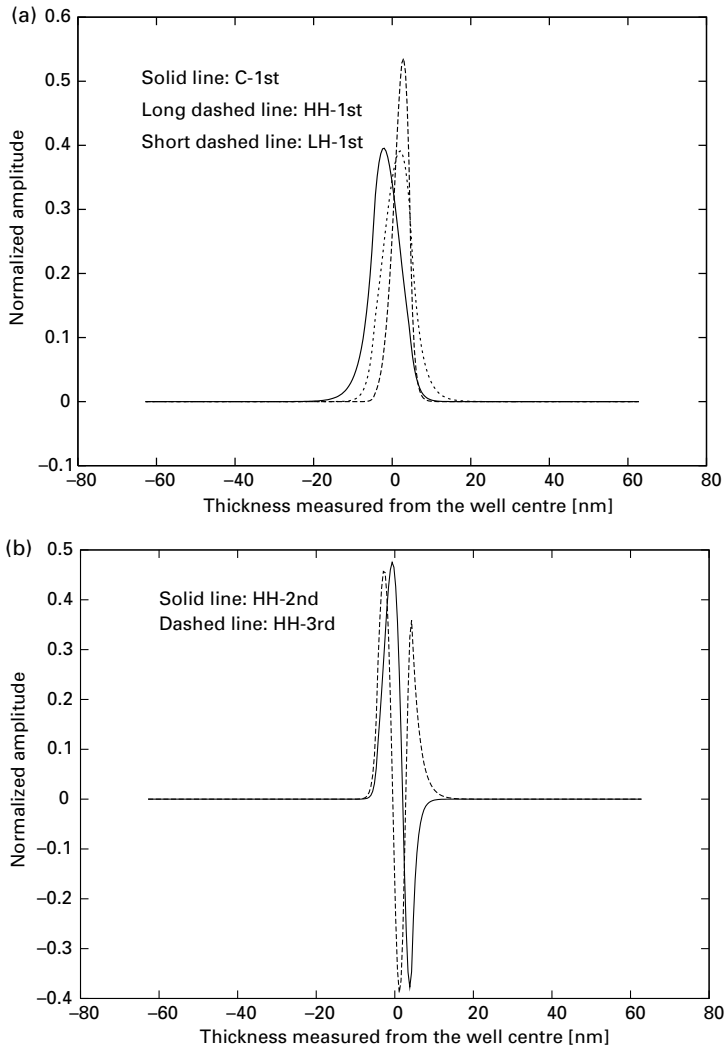 (a)
0.6
0.5
0.4
0.3
0.2
0.1
0
–0.1
Normalized amplitude
Solid line: C-1st
Long dashed line: HH-1st
Short dashed line: LH-1st
–80 –60 –40 –20 0 20 40 60 80
Thickness measured from the well centre [nm]
(b)
0.5
0.4
0.3
0.2
0.1
0
–0.1
–0.2
–0.3
–0.4
Normalized amplitude
Solid line: HH-2nd
Dashed line: HH-3rd
–80 –60 –40 –20 0 20 40 60 80
Thickness measured from the well centre [nm]